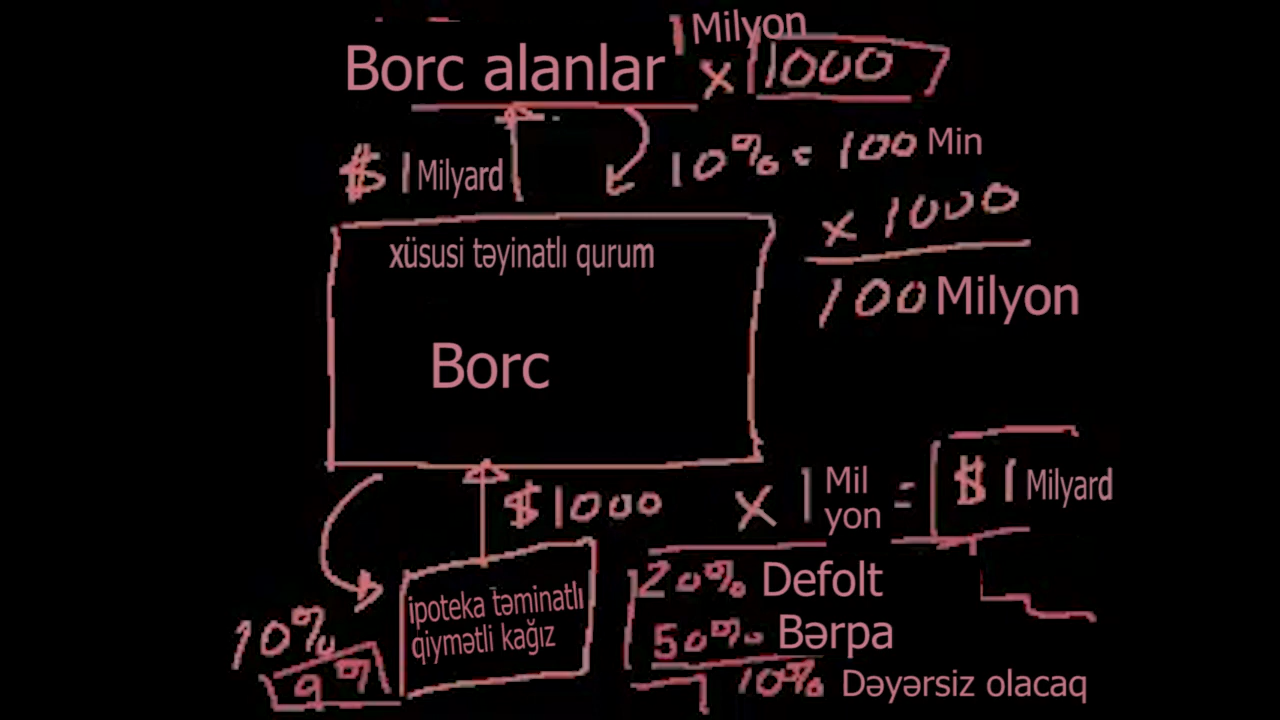 1 Milyon
Borc alanlar x 1000
$ 1 Milyard
10% = 100 Min
x 1000
100 Milyon
xüsusi təyinatlı qurum
Borc
$1000 x 1 Mil yon = $ 1 Milyard
ipoteka təminatlı
qiymətli kağız
10%
9%
20% Defolt
50% Bərpa
10% Dəyərsiz olacaq